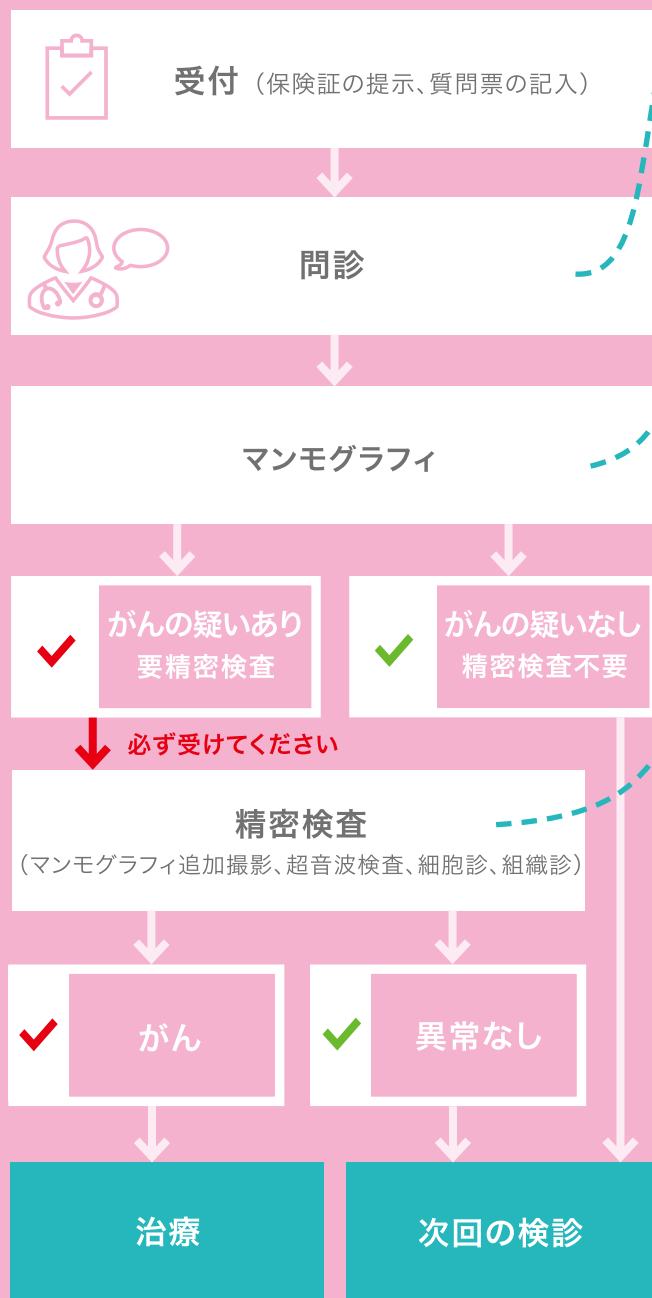 受付（保険証の提示、質問票の記入）
問診
マンモグラフィ
がんの疑いあり
要精密検査
がんの疑いなし
精密検査不要
必ず受けてください
精密検査
（マンモグラフィ追加撮影、超音波検査、細胞診、組織診）
がん
異常なし
治療
次回の検診